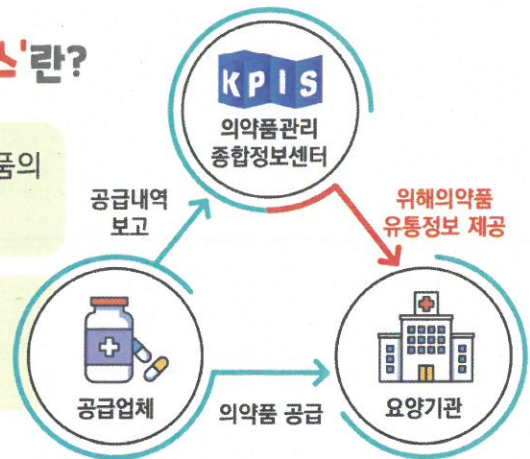 스'란?
품의
KPIS
의약품관리
종합정보센터
공급내역
보고
위해의약품
유통정보 제공
공급업체
의약품 공급
요양기관